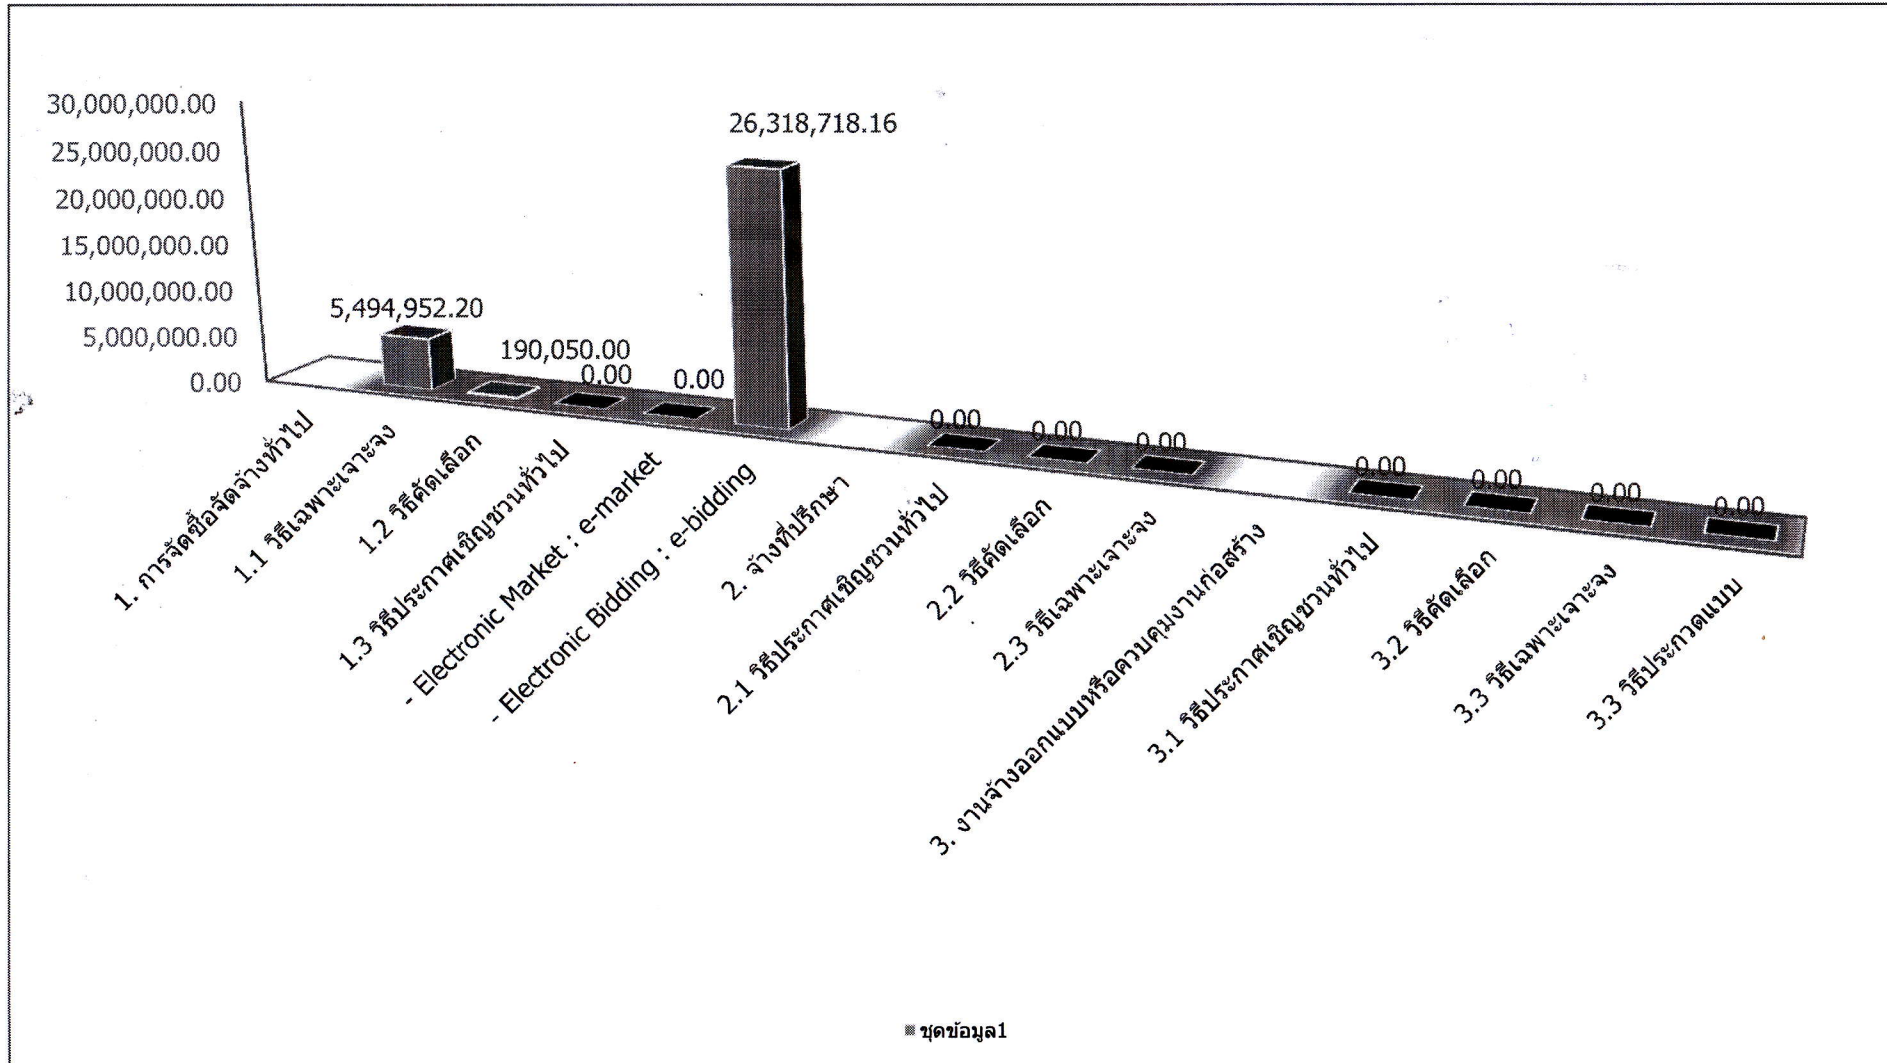 30,000,000.00
25,000,000.00
20,000,000.00
15,000,000.00
10,000,000.00
5,000,000.00
0.00
5,494,952.20
190,050.00
0.00
0.00
26,318,718.16
0.00
0.00
0.00
0.00
0.00
0.00
0.00
1. การจัดซื้อจัดจ้างทั่วไป
1.1 วิธีเฉพาะเจาะจง
1.2 วิธีคัดเลือก
1.3 วิธีประกาศเชิญชวนทั่วไป
- Electronic Market : e-market
- Electronic Bidding : e-bidding
2. จ้างที่ปรึกษา
2.1 วิธีประกาศเชิญชวนทั่วไป
2.2 วิธีคัดเลือก
2.3 วิธีเฉพาะเจาะจง
3. งานจ้างออกแบบหรือควบคุมงานก่อสร้าง
3.1 วิธีประกาศเชิญชวนทั่วไป
3.2 วิธีคัดเลือก
3.3 วิธีเฉพาะเจาะจง
3.3 วิธีประกวดแบบ
ชุดข้อมูล1